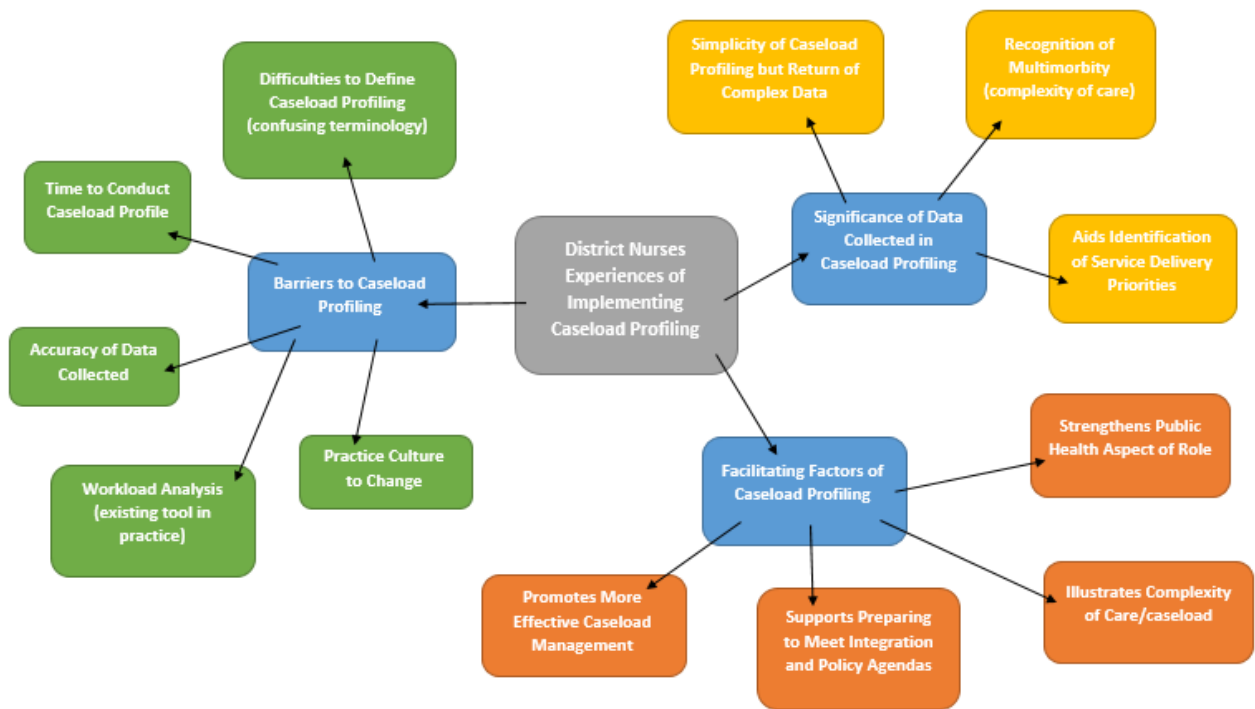 Simplicity of Caseload
Profiling but Return of
Complex Data
Recognition of
Multimorbity
(complexity of care)
Difficulties to Define
Caseload Profiling
(confusing terminology)
Time to Conduct
Caseload Profile
Significance of Data
Collected in
Caseload Profiling
Aids Identification
of Service Delivery
Priorities
District Nurses
Experiences of
Implementing
Caseload Profiling
Barriers to Caseload
Profiling
Accuracy of Data
Collected
Practice Culture
to Change
Workload Analysis
(existing tool in
practice)
Facilitating Factors of
Caseload Profiling
Strengthens Public
Health Aspect of Role
Promotes More
Effective Caseload
Management
Supports Preparing
to Meet Integration
and Policy Agendas
Illustrates Complexity
of Care/caseload